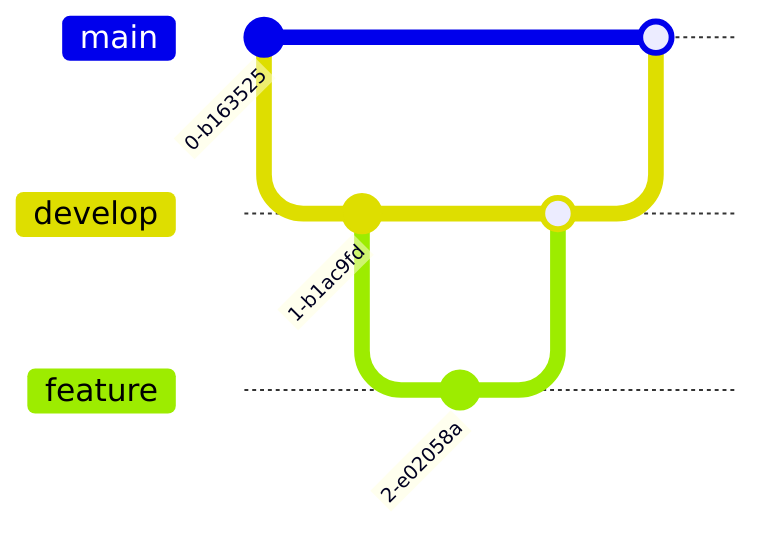 main
0-b163525
develop
1-b1ac9fd
feature
2-e02058a